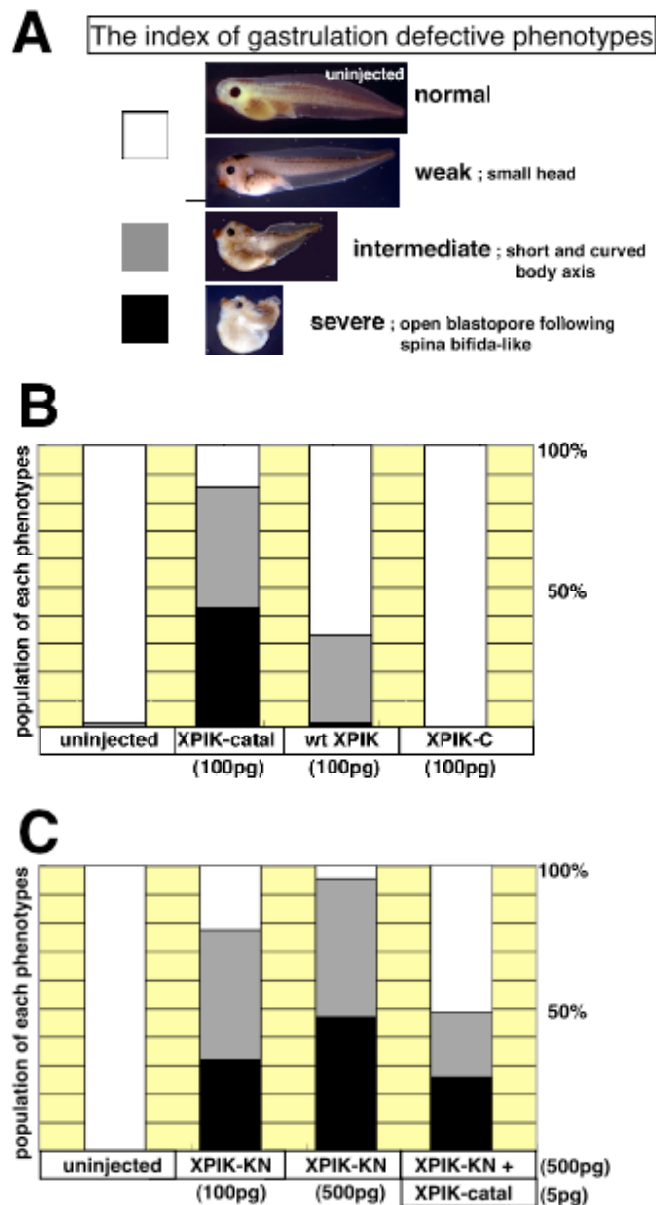 A
The index of gastrulation defective phenotypes
uninjected
normal
weak ; small head
intermediate ; short and curved
body axis
severe ; open blastopore following
spina bifida-like
B
population of each phenotypes
100%
50%
uninjected XPIK-catal wt XPIK XPIK-C
(100pg) (100pg) (100pg)
C
population of each phenotypes
100%
50%
uninjected XPIK-KN XPIK-KN XPIK-KN + (500pg)
(100pg) (500pg) XPIK-catal (5pg)